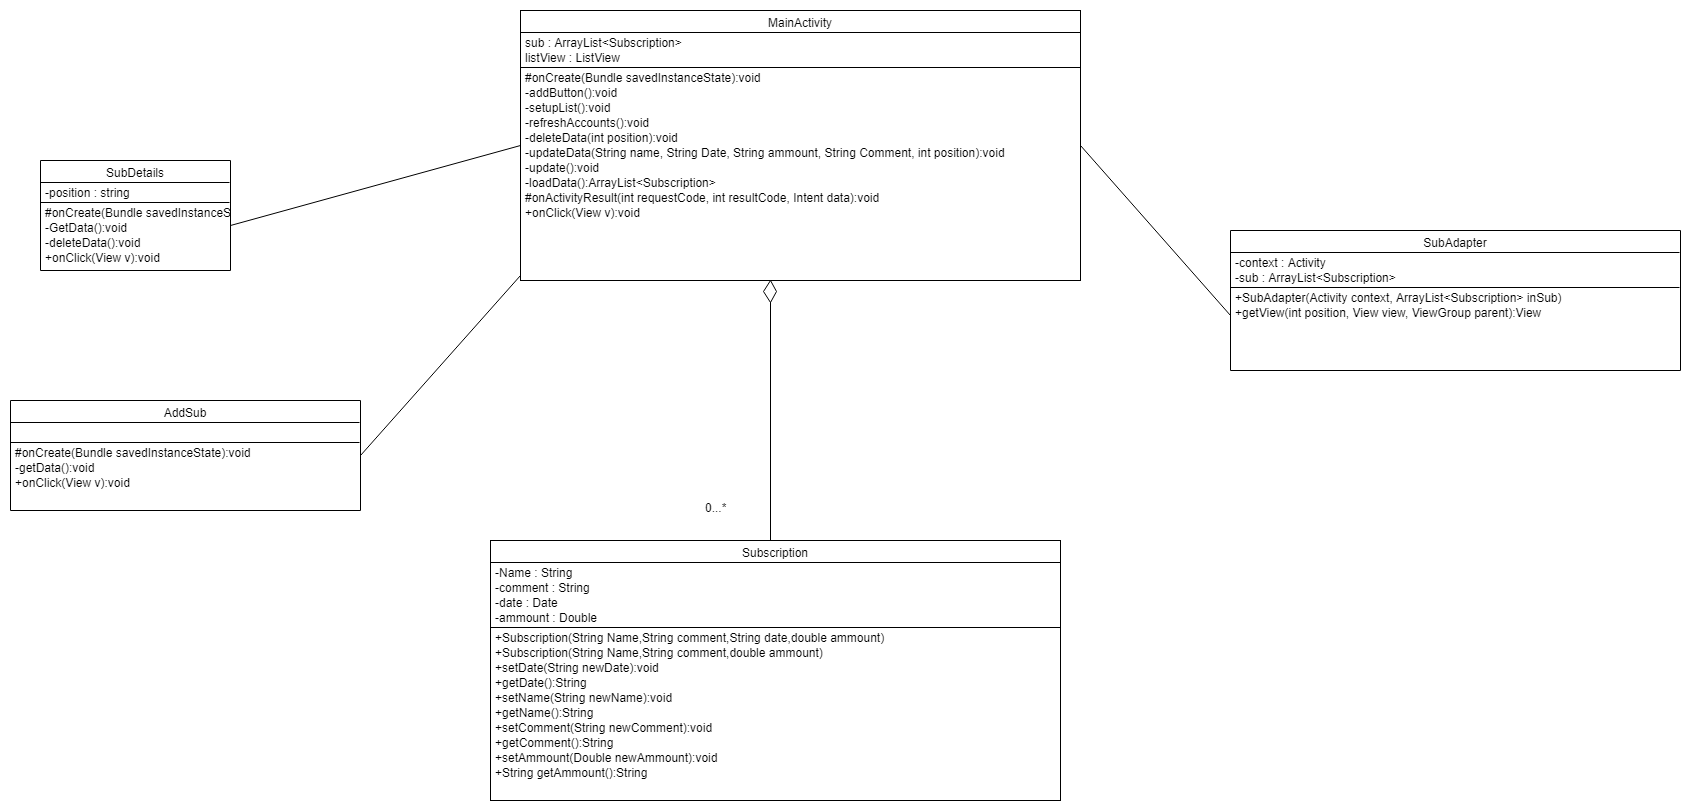 MainActivity
sub : ArrayList<Subscription>
listView : ListView
#onCreate(Bundle savedInstanceState):void
-addButton():void
-setupList():void
-refreshAccounts():void
-deleteData(int position):void
-updateData(String name, String Date, String ammount, String Comment, int position):void
-update():void
-loadData():ArrayList<Subscription>
#onActivityResult(int requestCode, int resultCode, Intent data):void
+onClick(View v):void
SubDetails
-position : string
#onCreate(Bundle savedInstanceS
-GetData():void
-deleteData():void
+onClick(View v):void
SubAdapter
-context : Activity
-sub : ArrayList<Subscription>
+SubAdapter(Activity context, ArrayList<Subscription> inSub)
+getView(int position, View view, ViewGroup parent):View
AddSub
#onCreate(Bundle savedInstanceState):void
-getData():void
+onClick(View v):void
0...*
Subscription
-Name : String
-comment : String
-date : Date
-ammount : Double
+Subscription(String Name,String comment,String date,double ammount)
+Subscription(String Name,String comment,double ammount)
+setDate(String newDate):void
+getDate():String
+setName(String newName):void
+getName():String
+setComment(String newComment):void
+getComment():String
+setAmmount(Double newAmmount):void
+String getAmmount():String